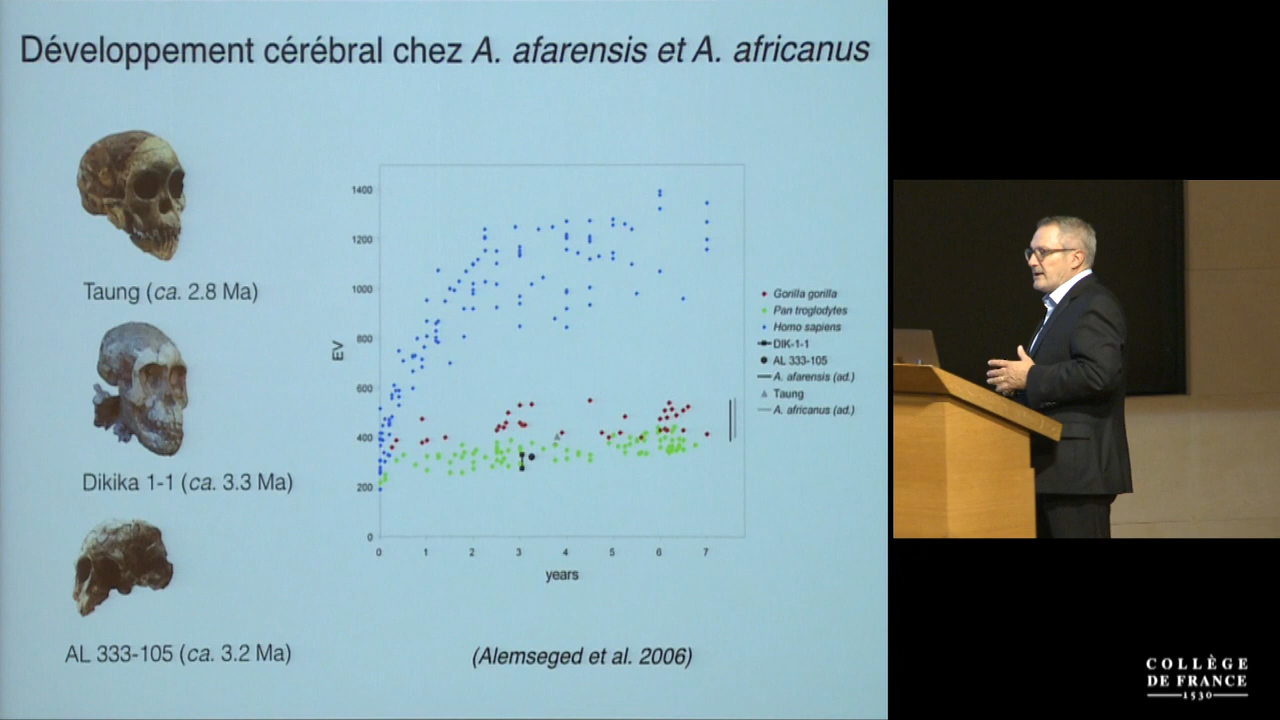 Développement cérébral chez A. afarensis et A. africanus
Taung (ca. 2.8 Ma)
Dikika 1-1 (ca. 3.3 Ma)
AL 333-105 (ca. 3.2 Ma)
EV
1400
1200
1000
800
600
400
200
0
0 1 2 3 4 5 6 7
years
Gorilla gorilla
Pan troglodytes
Homo sapiens
DIK-1-1
AL 333-105
A. afarensis (ad.)
Taung
A. africanus (ad.)
(Alemseged et al. 2006)
COLLÈGE
DE FRANCE
1530